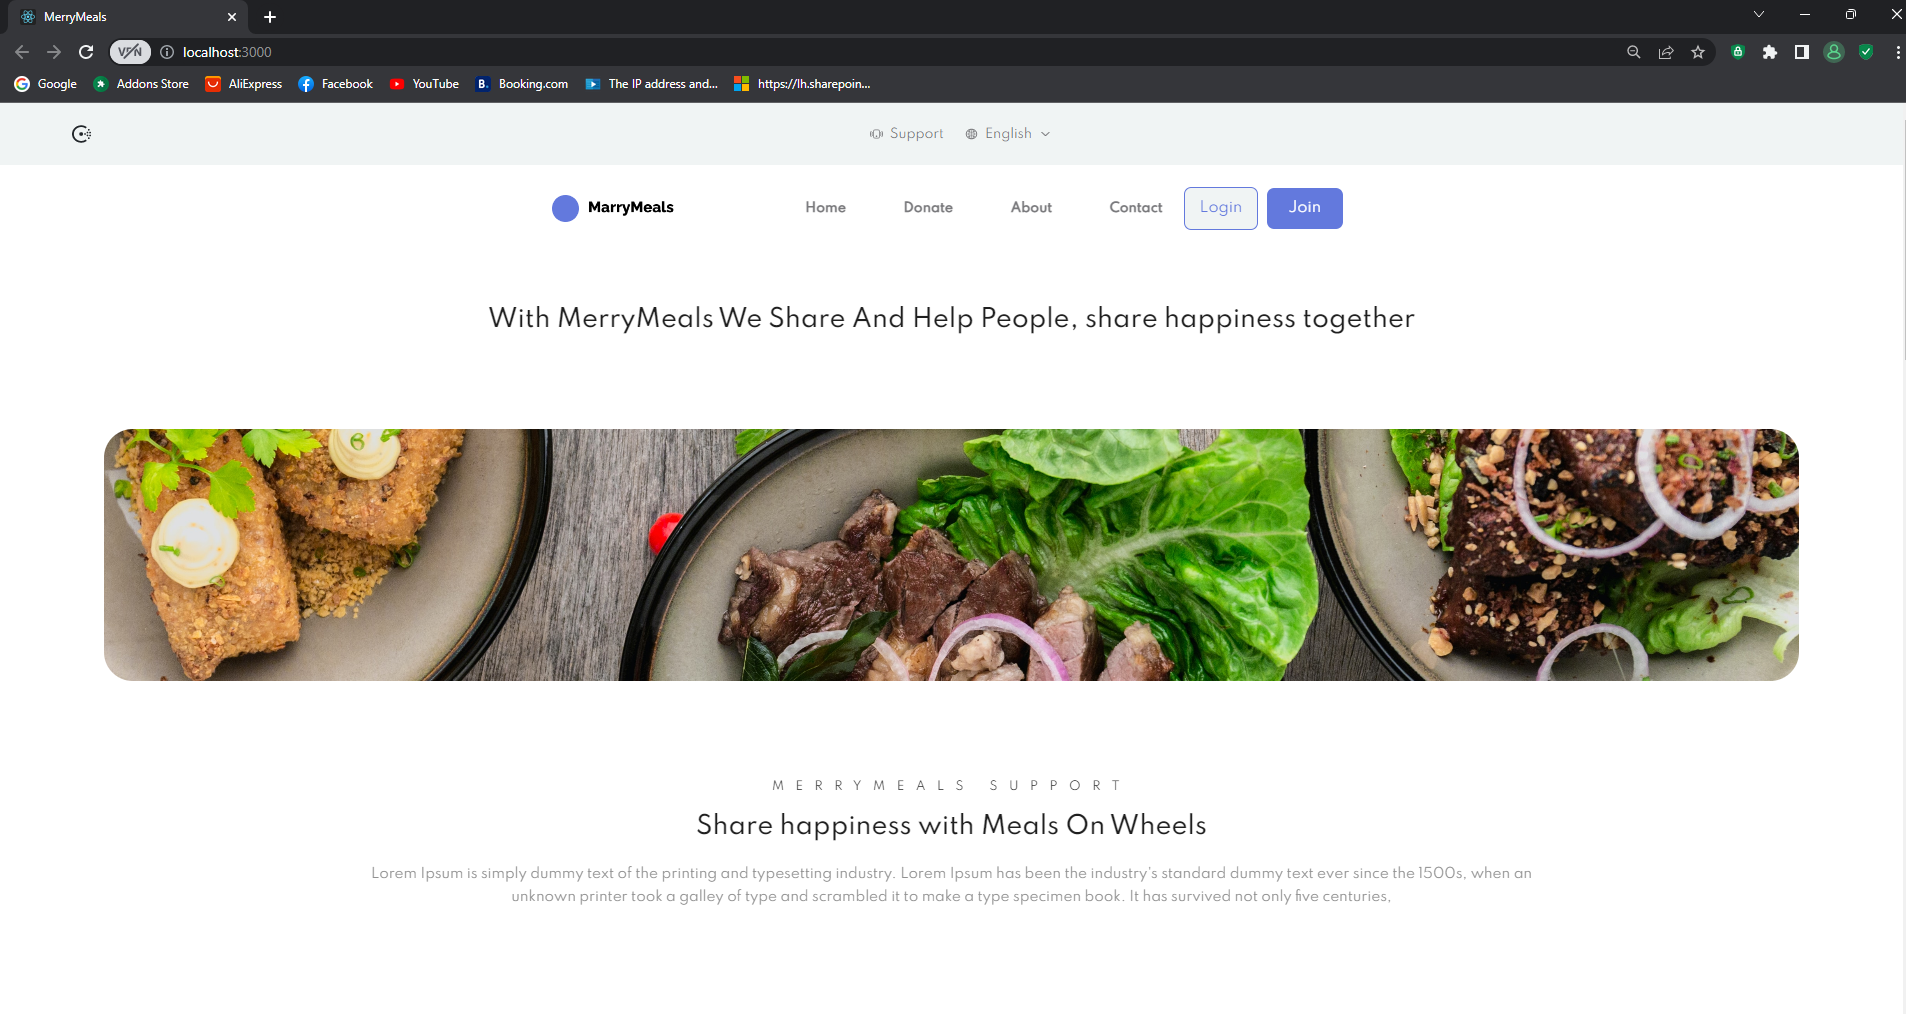 MerryMeals
VPN
localhost:3000
Google Addons Store AliExpress Facebook YouTube B. Booking.com The IP address and... https://lh.sharepoin...
Support English
MarryMeals Home Donate About Contact Login Join
With MerryMeals We Share And Help People, share happiness together
MERRYMEALS SUPPORT
Share happiness with Meals On Wheels
Lorem Ipsum is simply dummy text of the printing and typesetting industry. Lorem Ipsum has been the industry's standard dummy text ever since the 1500s, when an
unknown printer took a galley of type and scrambled it to make a type specimen book. It has survived not only five centuries,